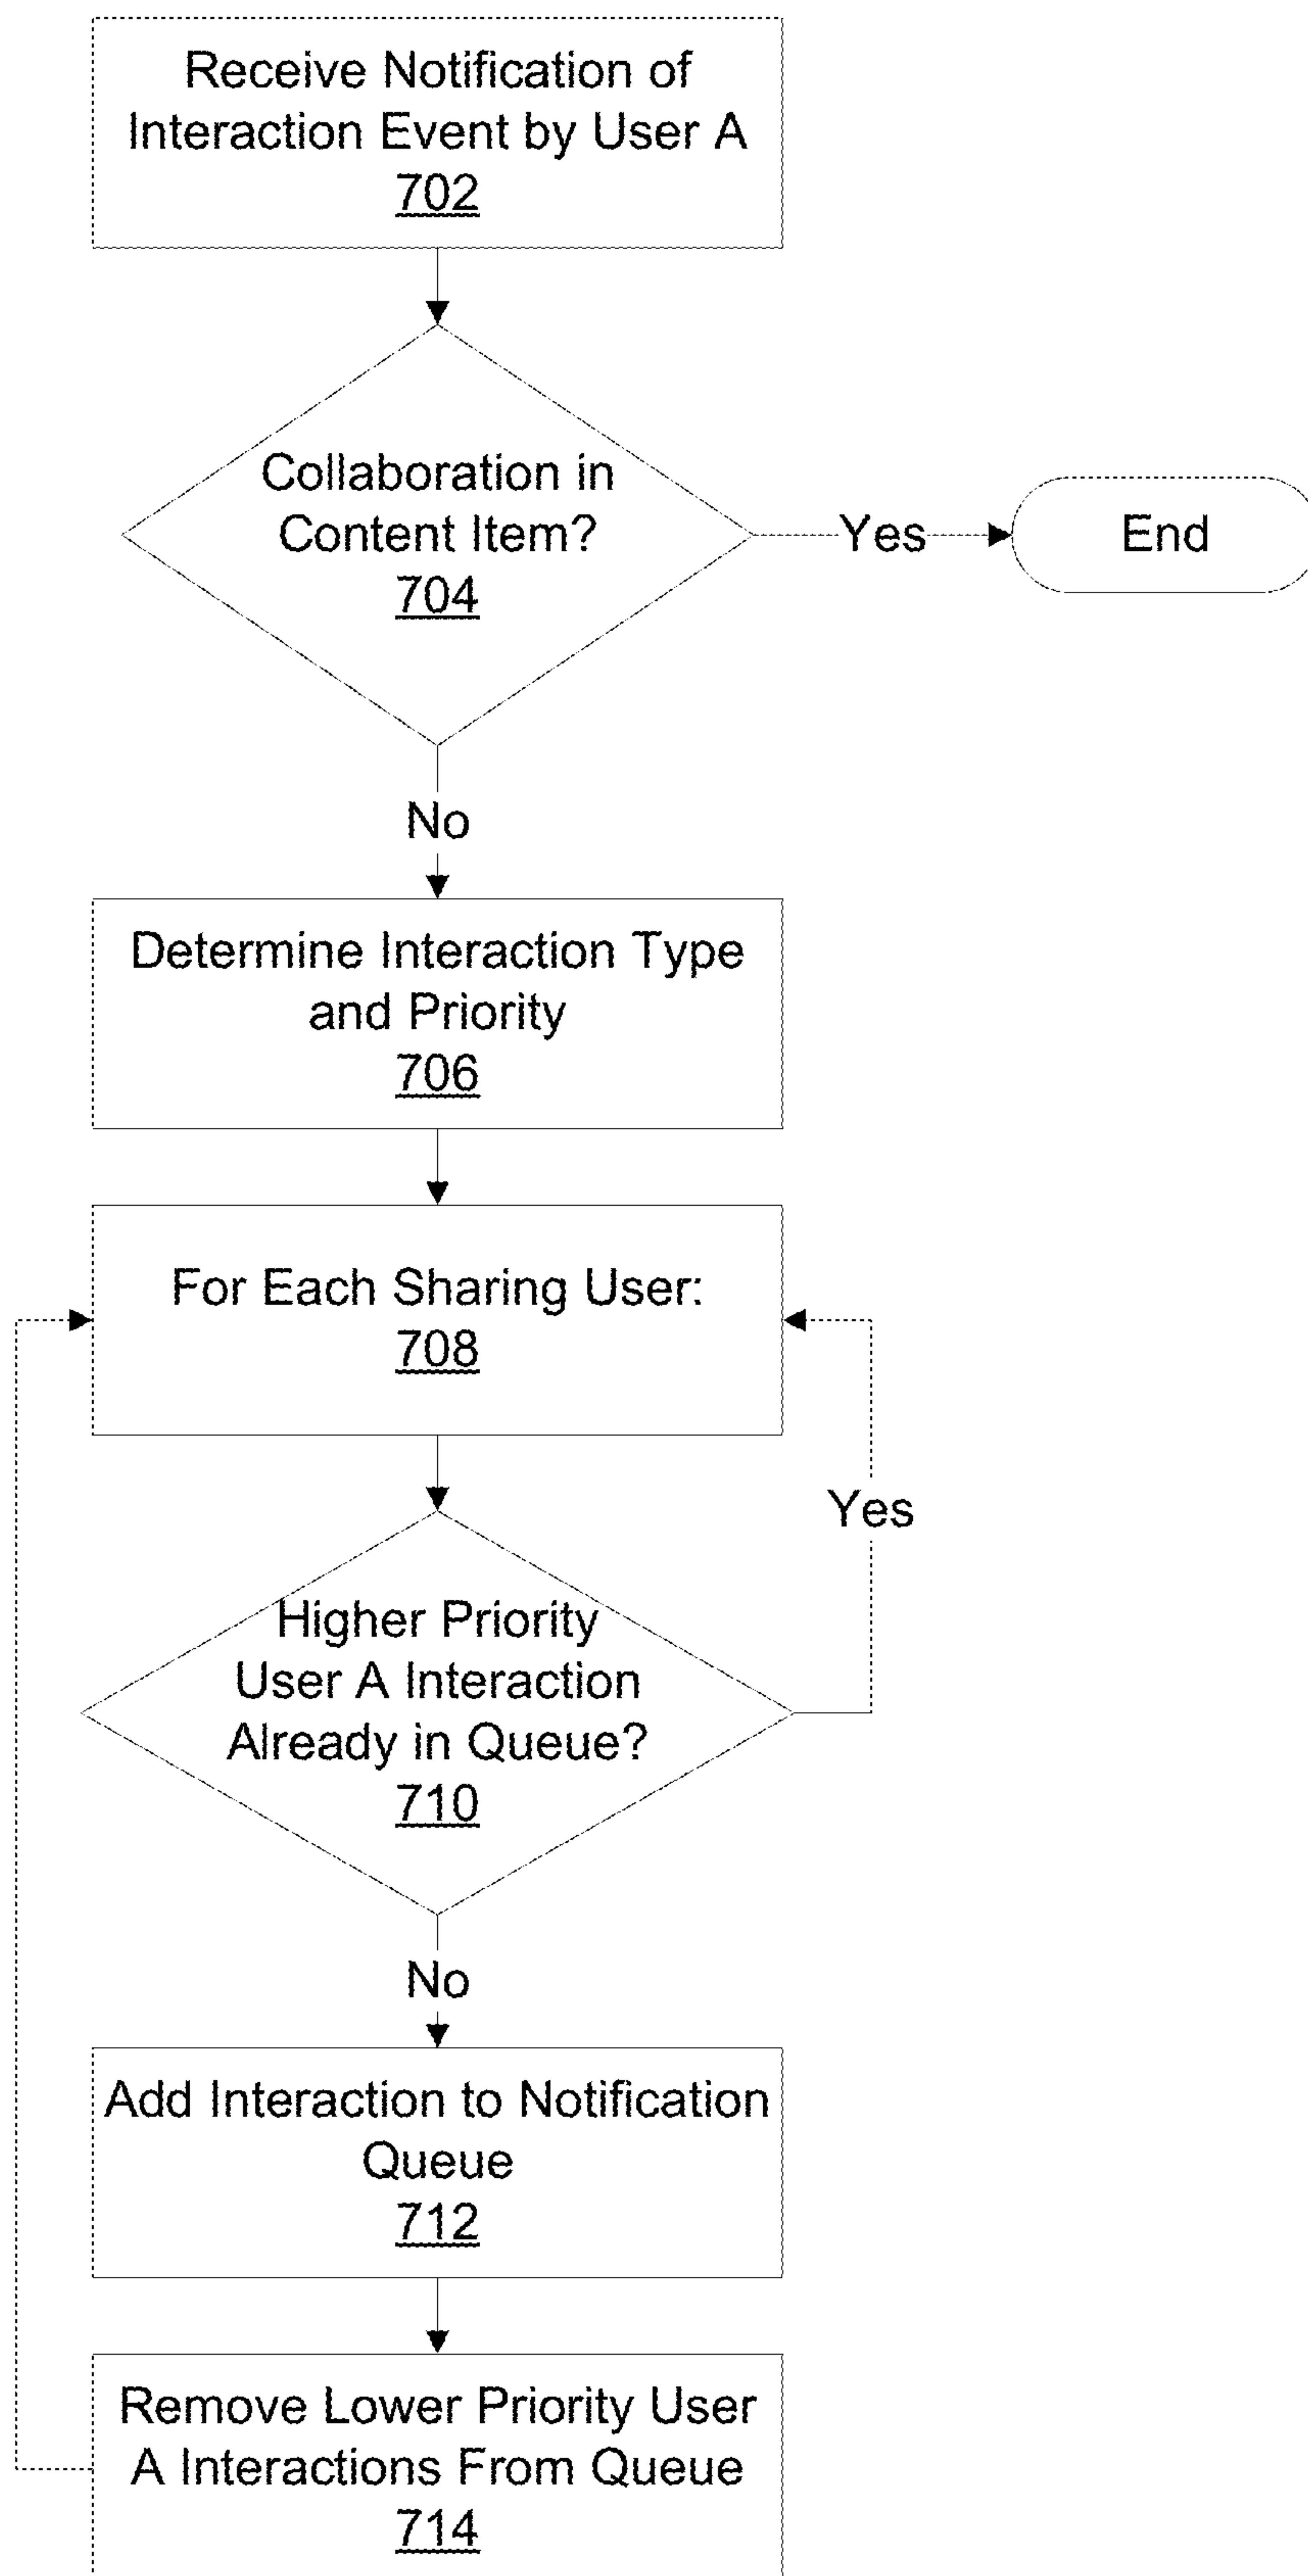 Receive Notification of
Interaction Event by User A
702
Collaboration in
Content Item?
704
Yes
End
No
Determine Interaction Type
and Priority
706
For Each Sharing User:
708
Yes
Higher Priority
User A Interaction
Already in Queue?
710
No
Add Interaction to Notification
Queue
712
Remove Lower Priority User
A Interactions From Queue
714